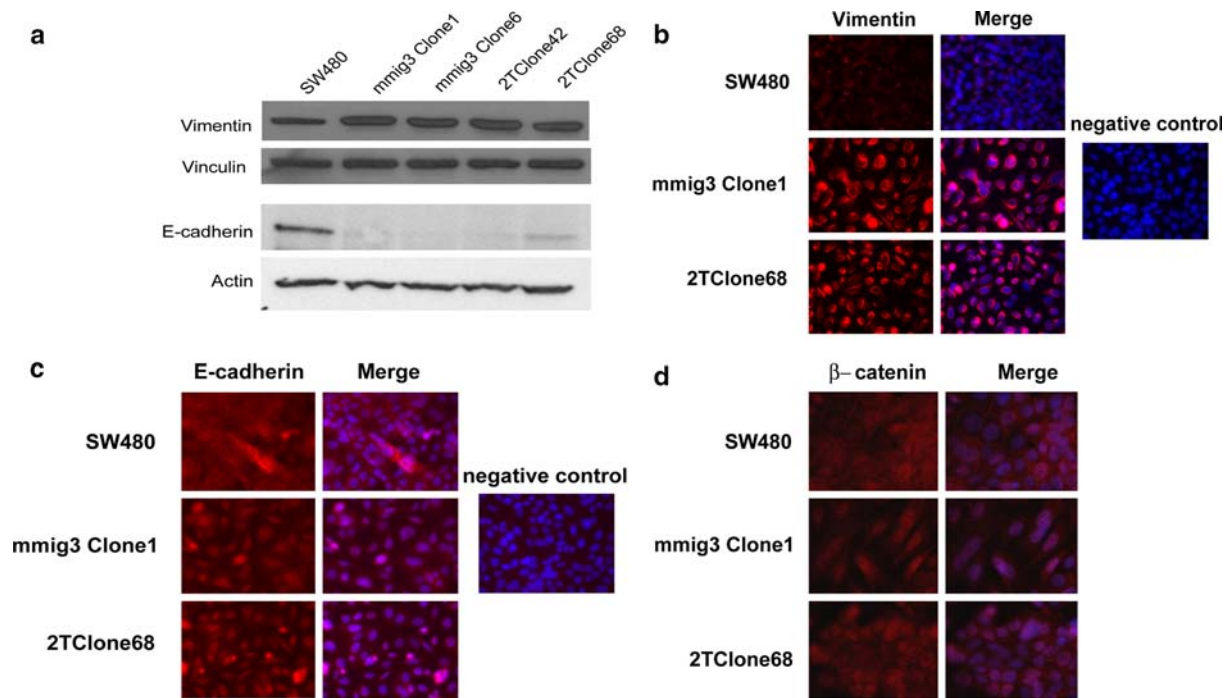 a
SW480
mmig3 Clone1
mmig3 Clone6
2TClone42
2TClone68
Vimentin
Vinculin
E-cadherin
Actin
b
Vimentin Merge
SW480
negative control
mmig3 Clone1
2TClone68
c
E-cadherin Merge
SW480
negative control
mmig3 Clone1
2TClone68
d
β– catenin Merge
SW480
mmig3 Clone1
2TClone68